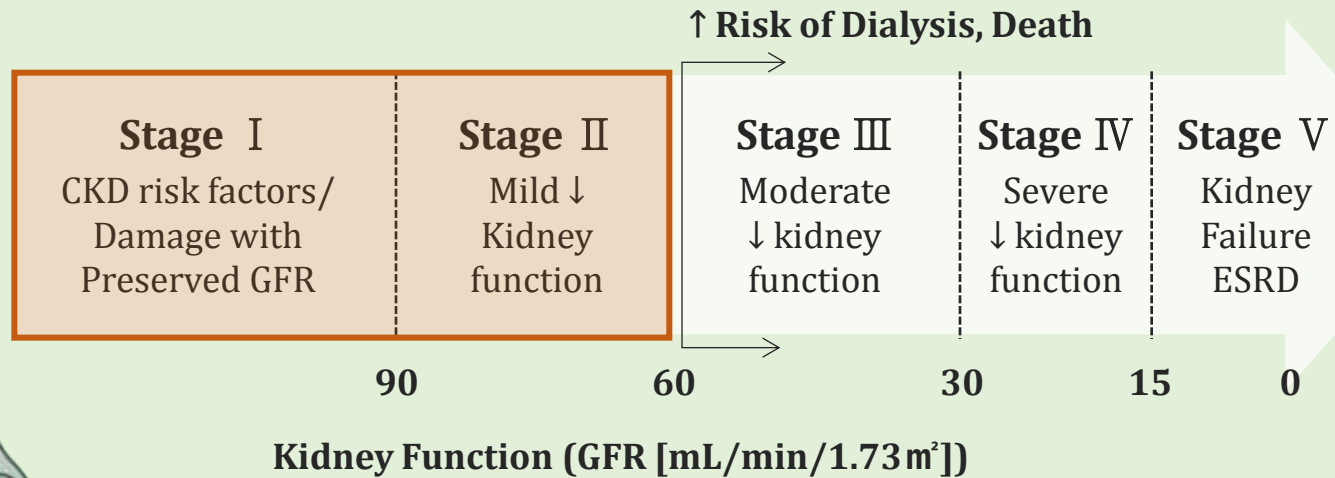 ↑ Risk of Dialysis, Death
Stage Ⅰ
CKD risk factors/
Damage with
Preserved GFR
Stage Ⅱ
Mild ↓
Kidney
function
Stage Ⅲ
Moderate
↓ kidney
function
Stage Ⅳ
Severe
↓ kidney
function
Stage Ⅴ
Kidney
Failure
ESRD
90
60
30
15
0
Kidney Function (GFR [mL/min/1.73㎡])